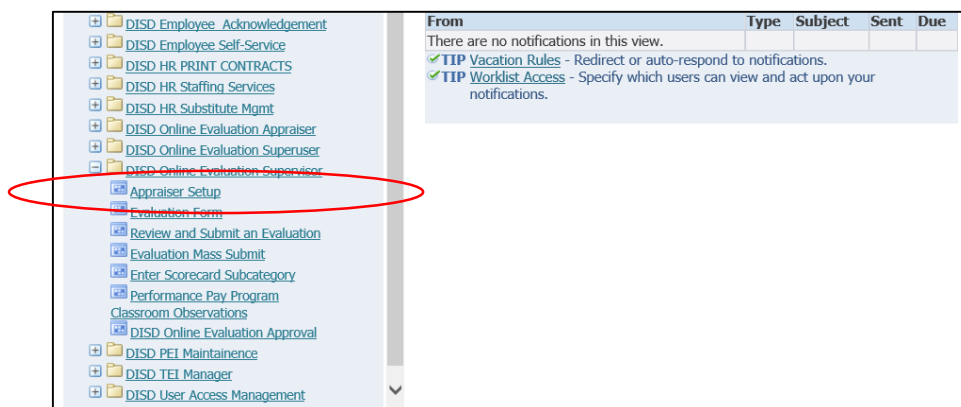 DISD Employee Acknowledgement
DISD Employee Self-Service
DISD HR PRINT CONTRACTS
DISD HR Staffing Services
DISD HR Substitute Mgmt
DISD Online Evaluation Appraiser
DISD Online Evaluation Superuser
DISD Online Evaluation Supervisor
Appraiser Setup
Evaluation Form
Review and Submit an Evaluation
Evaluation Mass Submit
Enter Scorecard Subcategory
Performance Pay Program
Classroom Observations
DISD Online Evaluation Approval
DISD PEI Maintainence
DISD TEI Manager
DISD User Access Management
From Type Subject Sent Due
There are no notifications in this view.
TIP Vacation Rules - Redirect or auto-respond to notifications.
TIP Worklist Access - Specify which users can view and act upon your
notifications.